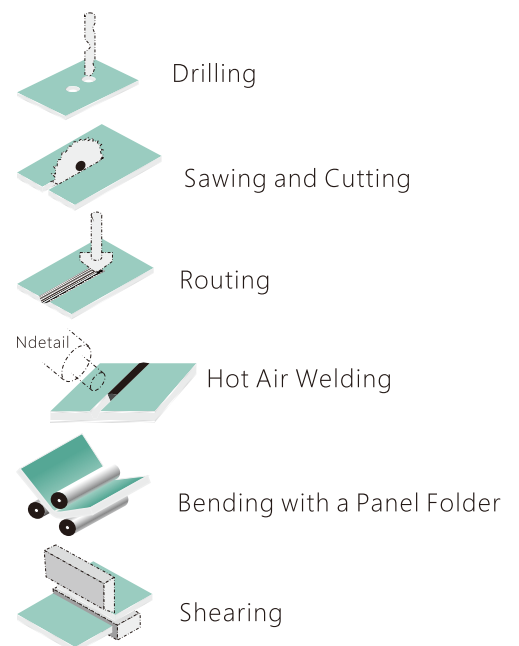 Drilling
Sawing and Cutting
Routing
Ndetail
Hot Air Welding
Bending with a Panel Folder
Shearing